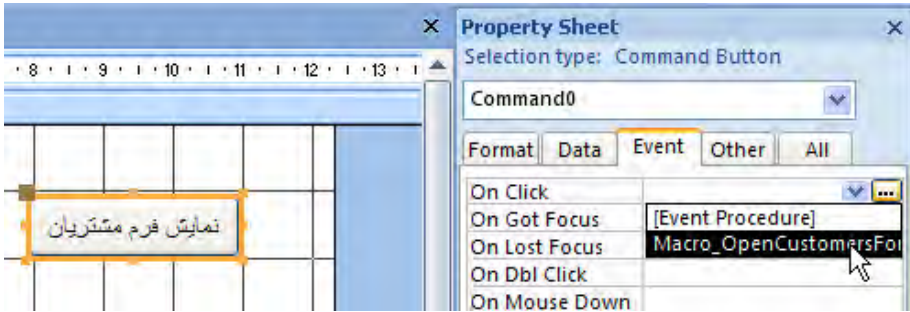 Property Sheet
Selection type: Command Button
8 9 10 11 12 13
Command0
Format Data Event Other All
نمایش فرم مشتریان
On Click
On Got Focus
[Event Procedure]
On Lost Focus
Macro_OpenCustomersFor
On Dbl Click
On Mouse Down